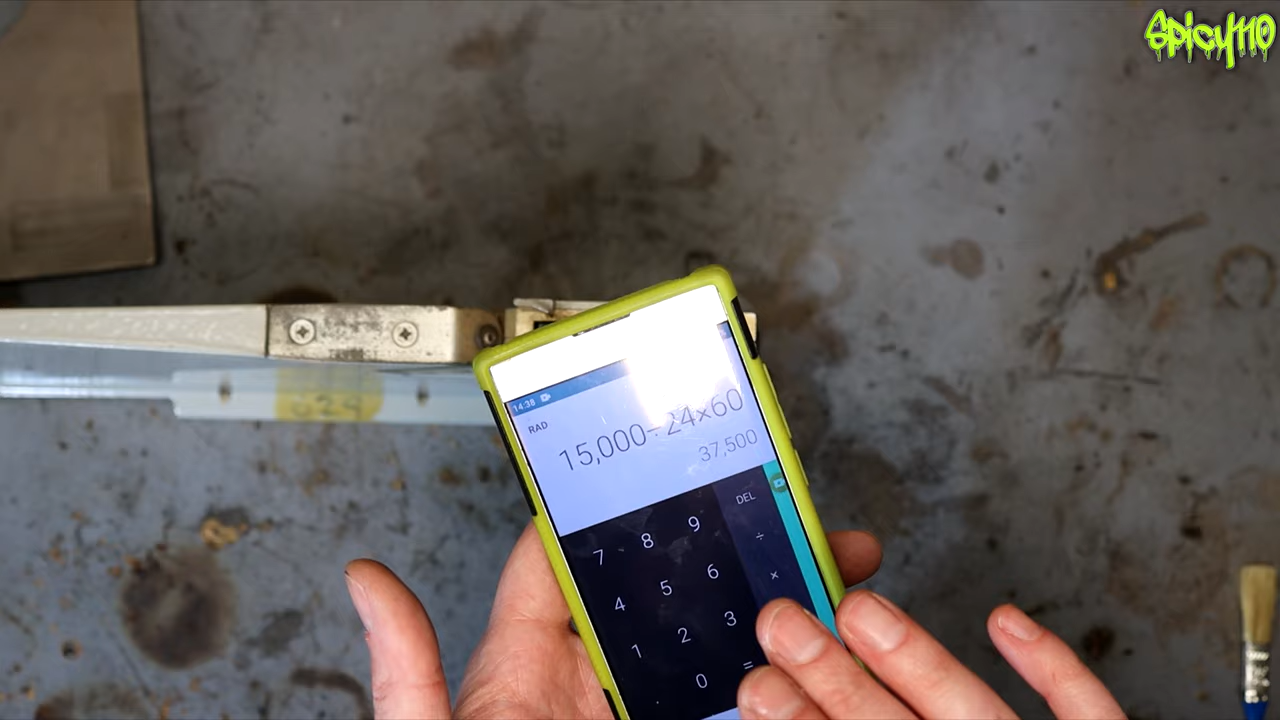 Spicy110
14:38
RAD
15,000÷24×60
37,500
DEL
7 8 9 ÷
4 5 6 ×
1 2 3
. 0 =